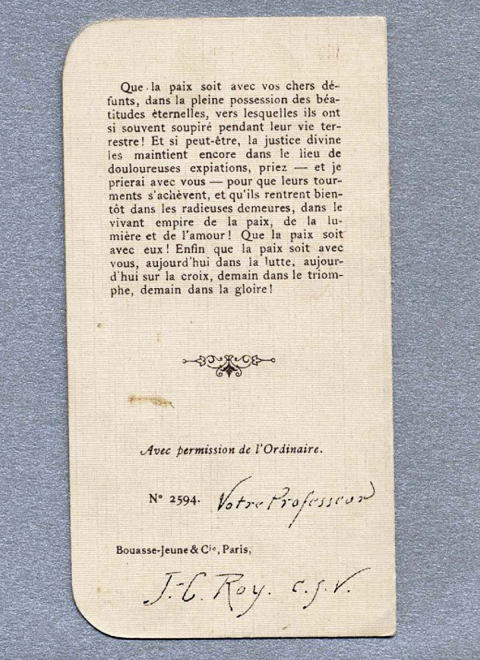 Que la paix soit avec vos chers dé-
funts, dans la pleine possession des béa-
titudes éternelles, vers lesquelles ils ont
si souvent soupiré pendant leur vie ter-
restre! Et si peut-être, la justice divine
les maintient encore dans le lieu de
douloureuses expiations, priez — et je
prierai avec vous — pour que leurs tour-
ments s'achèvent, et qu'ils rentrent bien-
tôt dans les radieuses demeures, dans le
vivant empire de la paix, de la lu-
mière et de l'amour! Que la paix soit
avec eux! Enfin que la paix soit avec
vous, aujourd'hui dans la lutte, aujour-
d'hui sur la croix, demain dans le triom-
phe, demain dans la gloire!
Avec permission de l'Ordinaire.
N° 2594. Votre Professeur
Bouasse-Jeune & Cie, Paris,
J.-C. Roy. c.s.v.